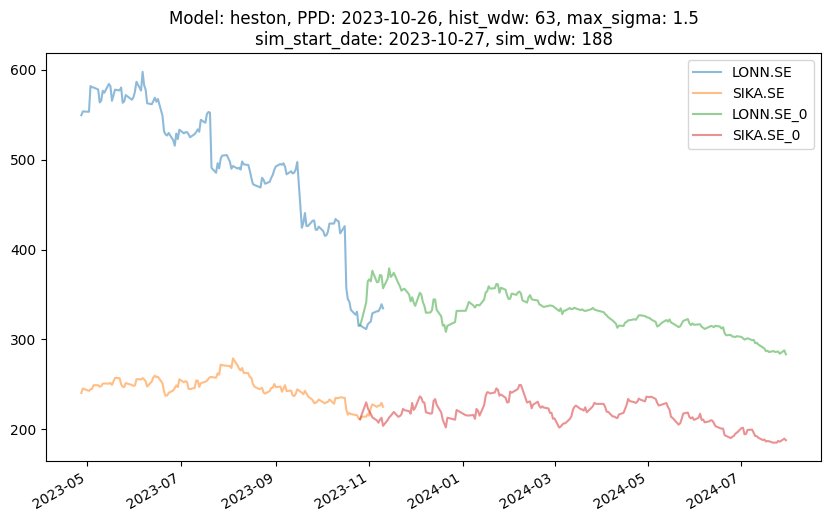 Model: heston, PPD: 2023-10-26, hist_wdw: 63, max_sigma: 1.5
sim_start_date: 2023-10-27, sim_wdw: 188
LONN.SE
SIKA.SE
LONN.SE_0
SIKA.SE_0
600
500
400
300
200
2023-05
2023-07
2023-09
2023-11
2024-01
2024-03
2024-05
2024-07